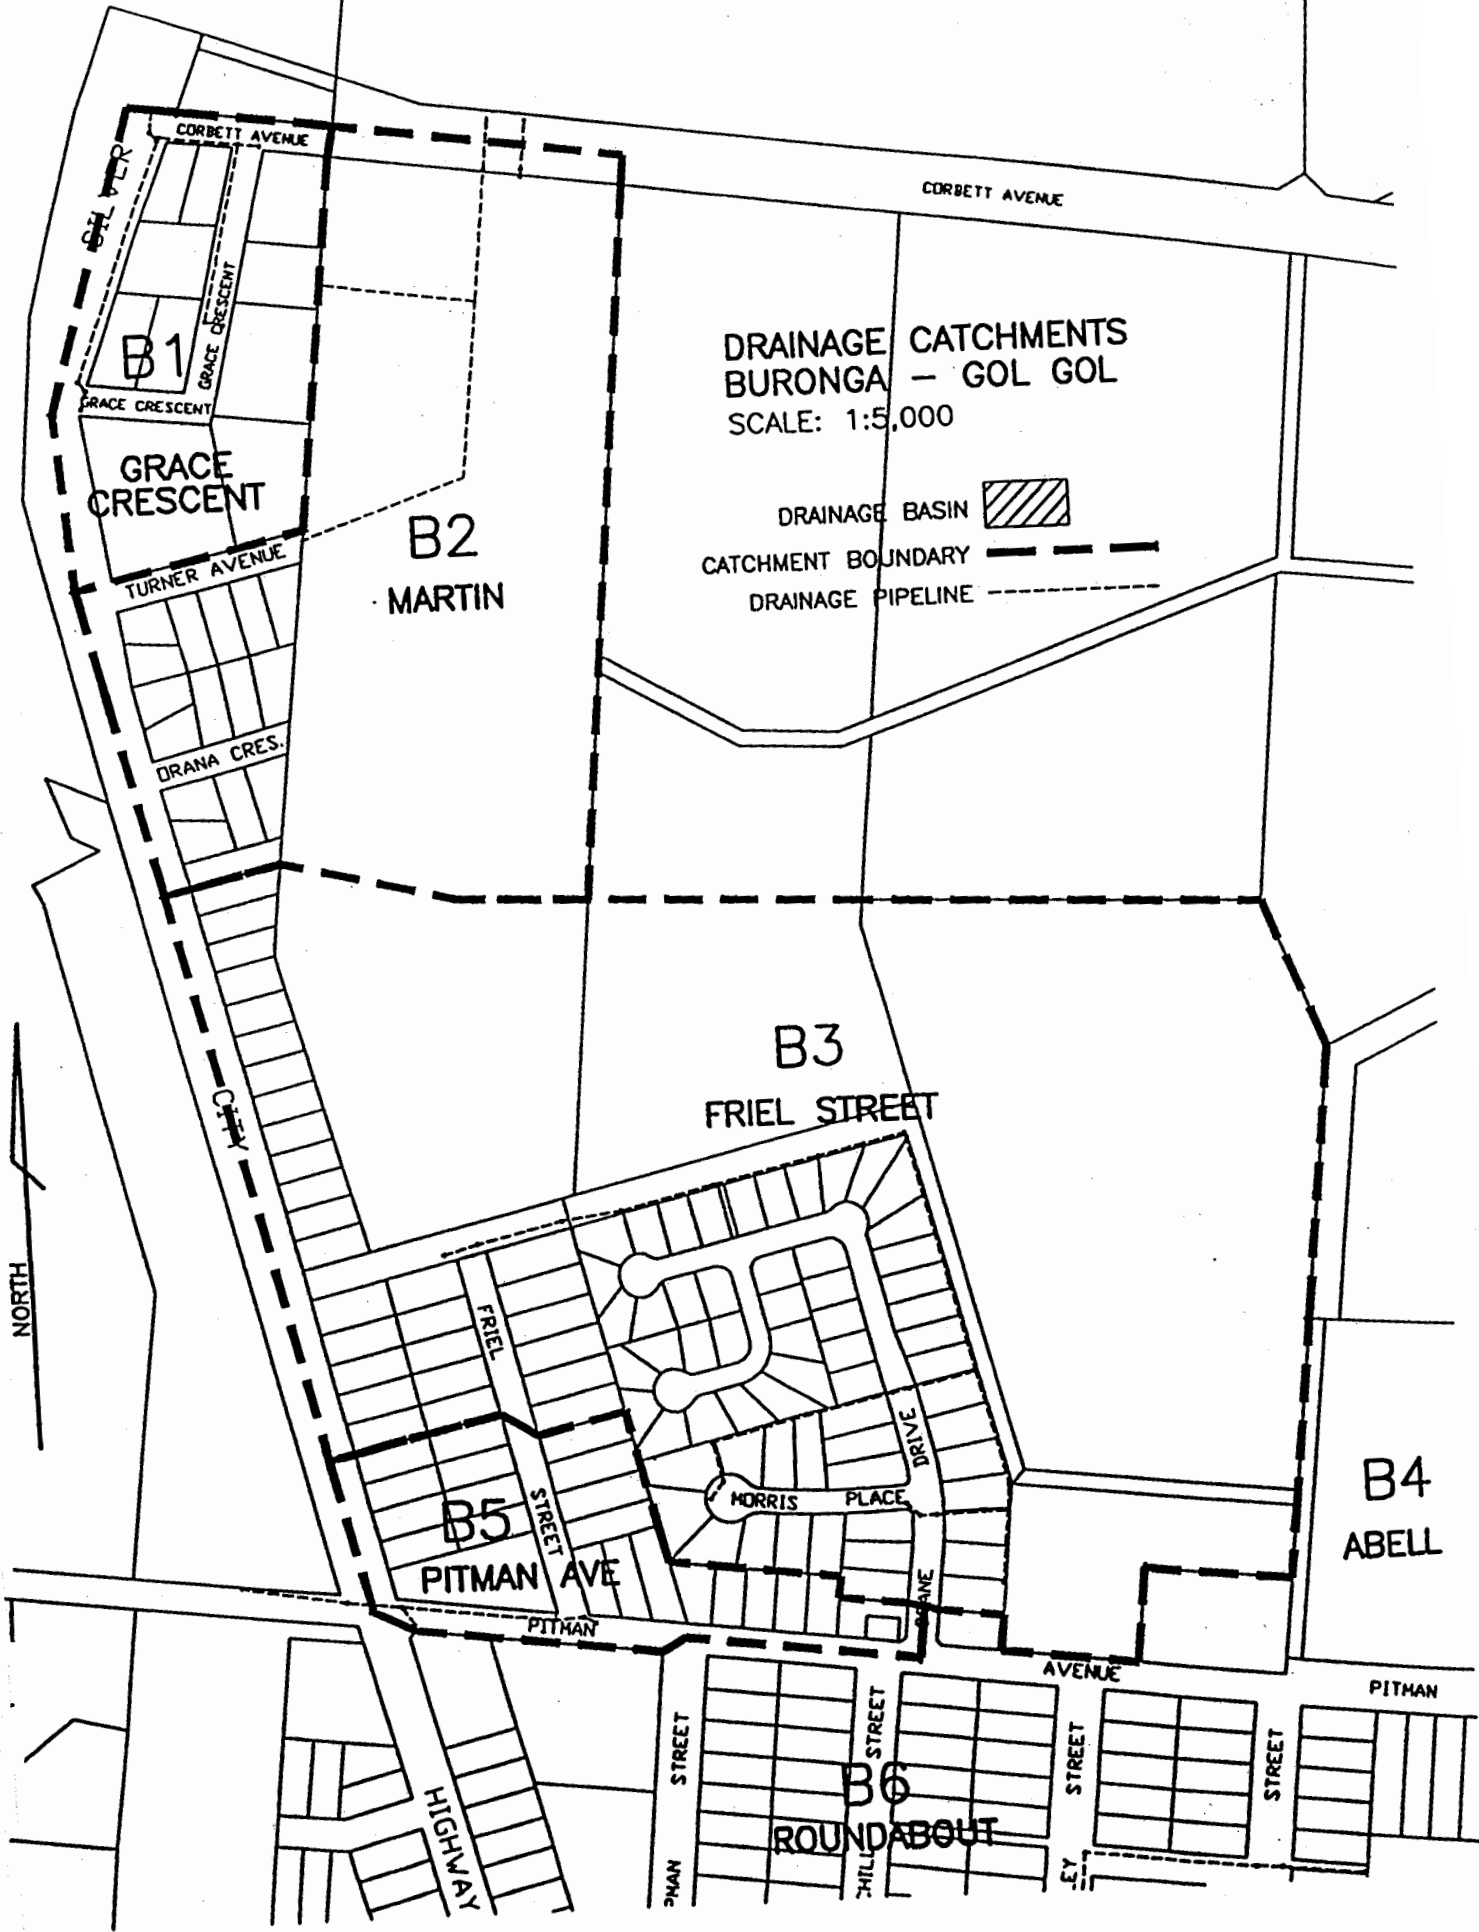 CORBETT AVENUE
SILVER
CORBETT AVENUE
GRACE CRESCENT
B1
GRACE CRESCENT
GRACE
CRESCENT
DRAINAGE CATCHMENTS
BURONGA - GOL GOL
SCALE: 1:5,000
DRAINAGE BASIN
CATCHMENT BOUNDARY
DRAINAGE PIPELINE
B2
MARTIN
TURNER AVENUE
DRANA CRES.
CITY
B3
FRIEL STREET
NORTH
FRIEL
STREET
DRIVE
MORRIS PLACE
B4
ABELL
B5
PITMAN AVE
PITMAN
AVENUE
PITMAN
STREET
STREET
STREET
STREET
B6
ROUNDABOUT
HIGHWAY